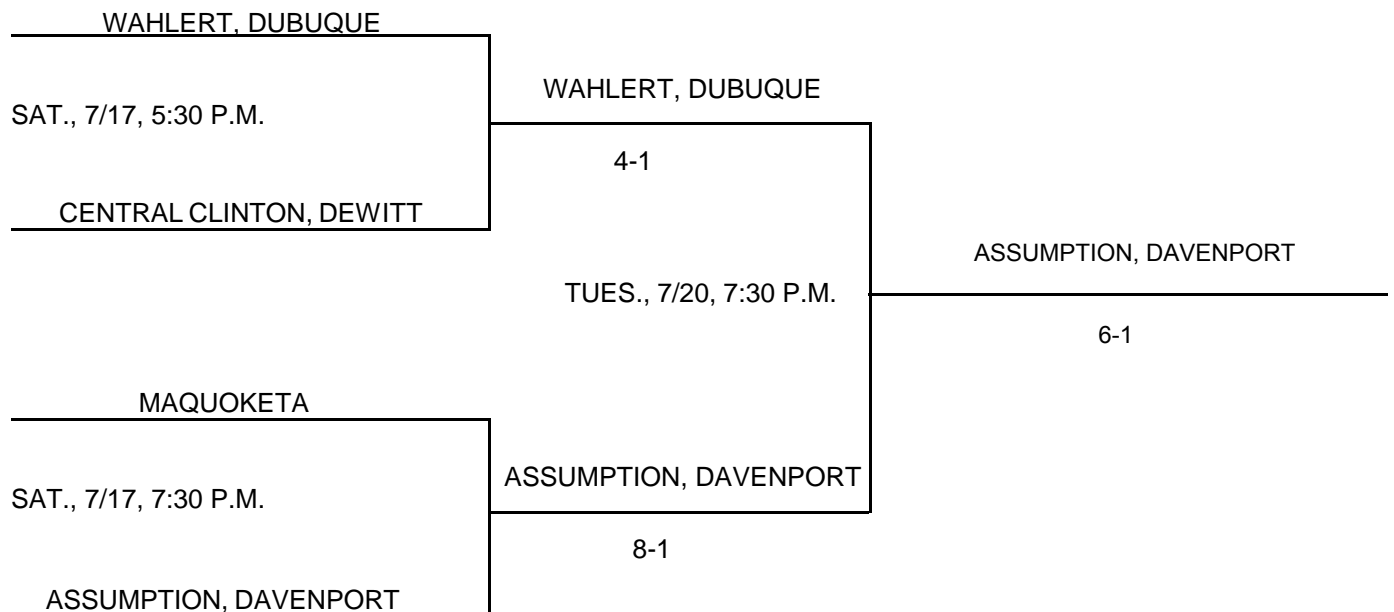 WAHLERT, DUBUQUE
WAHLERT, DUBUQUE
SAT., 7/17, 5:30 P.M.
4-1
CENTRAL CLINTON, DEWITT
ASSUMPTION, DAVENPORT
TUES., 7/20, 7:30 P.M.
6-1
MAQUOKETA
ASSUMPTION, DAVENPORT
SAT., 7/17, 7:30 P.M.
8-1
ASSUMPTION, DAVENPORT